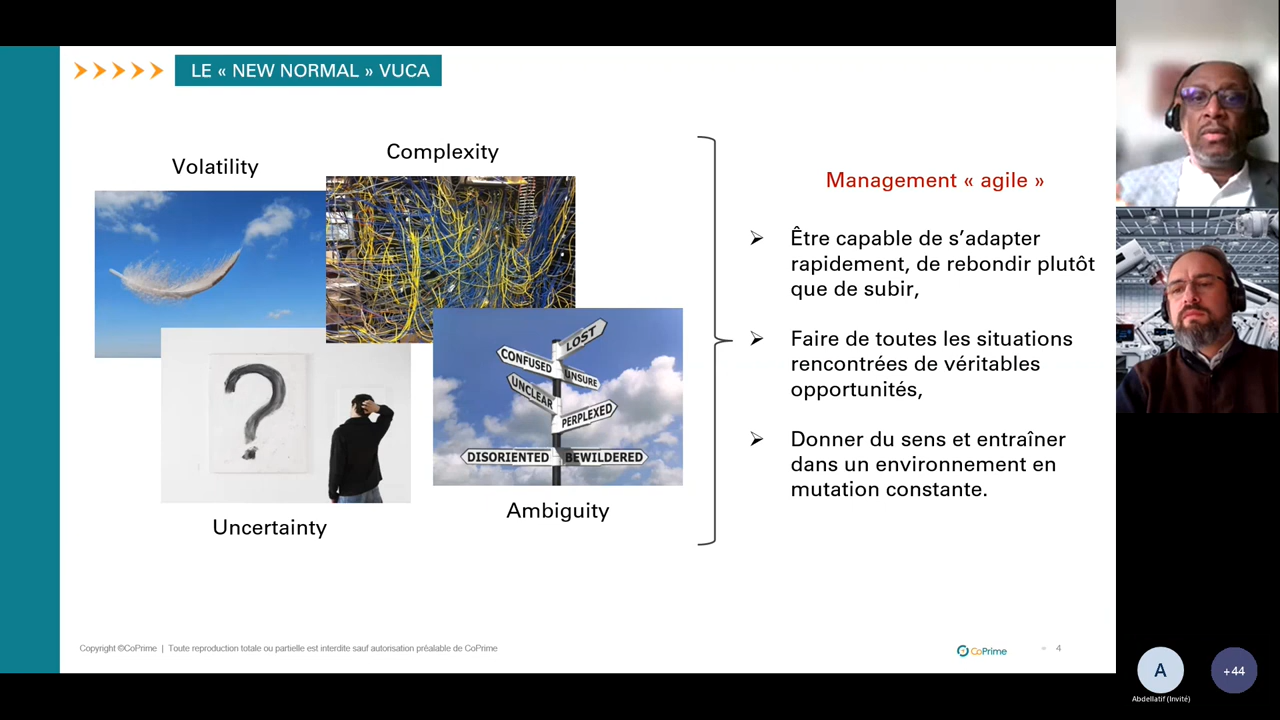 LE « NEW NORMAL » VUCA
Volatility
Complexity
LOST
CONFUSED
UNSURE
UNCLEAR
PERPLEXED
DISORIENTED
BEWILDERED
Uncertainty
Ambiguity
Management « agile »
Être capable de s’adapter
rapidement, de rebondir plutôt
que de subir,
Faire de toutes les situations
rencontrées de véritables
opportunités,
Donner du sens et entraîner
dans un environnement en
mutation constante.
Copyright ©CoPrime | Toute reproduction totale ou partielle est interdite sauf autorisation préalable de CoPrime
CoPrime
4
A
+44
Abdellatif (Invité)